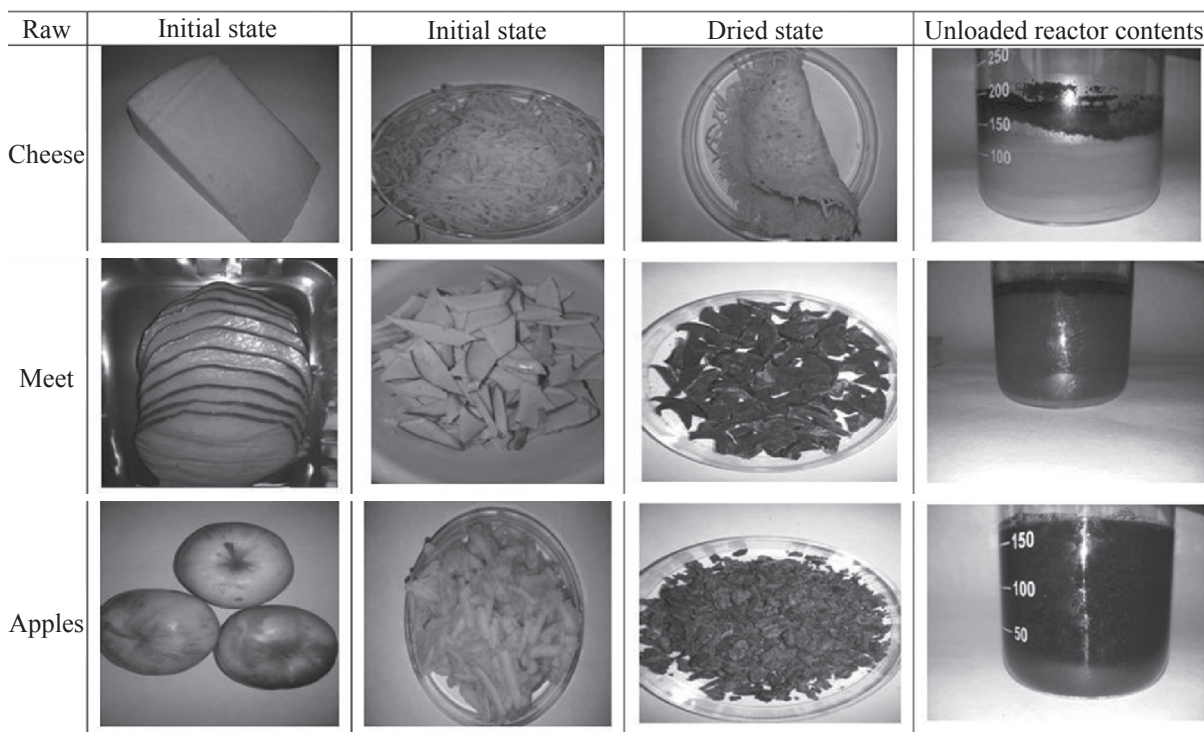 Raw Initial state Initial state Dried state Unloaded reactor contents
Cheese
250
200
150
100
Meet
Apples
150
100
50